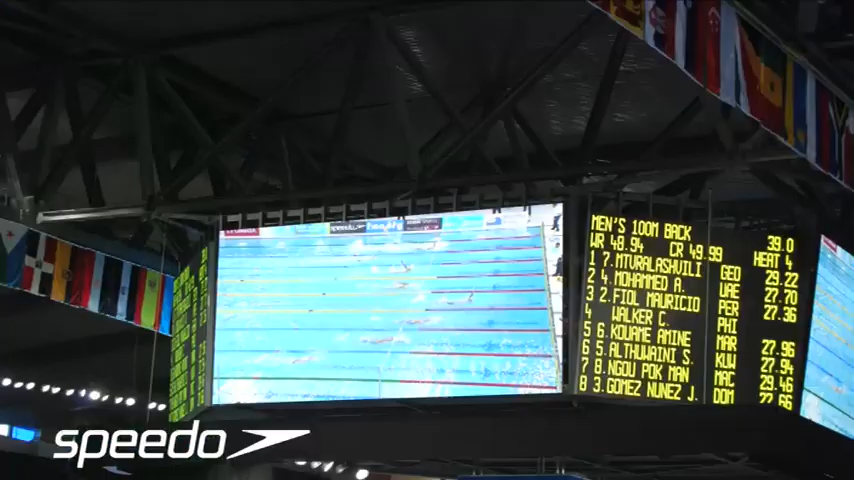 MEN'S 100M BACK 39.0
WR 48.94 CR 49.99 HEAT 4
1 7.MTVRALASHVILI GEO 29.22
2 4.MOHAMMED A. UAE 27.70
3 2.FIOL MAURICIO PER 27.36
4 WALKER C. PHI
5 6.KOUAME AMINE MAR 27.96
6 5.ALTHUWAINI S. KUW 27.94
7 8.NGOU POK MAN MAC 29.46
8 3.GOMEZ NUNEZ J. DOM 27.66
speedo
speedo